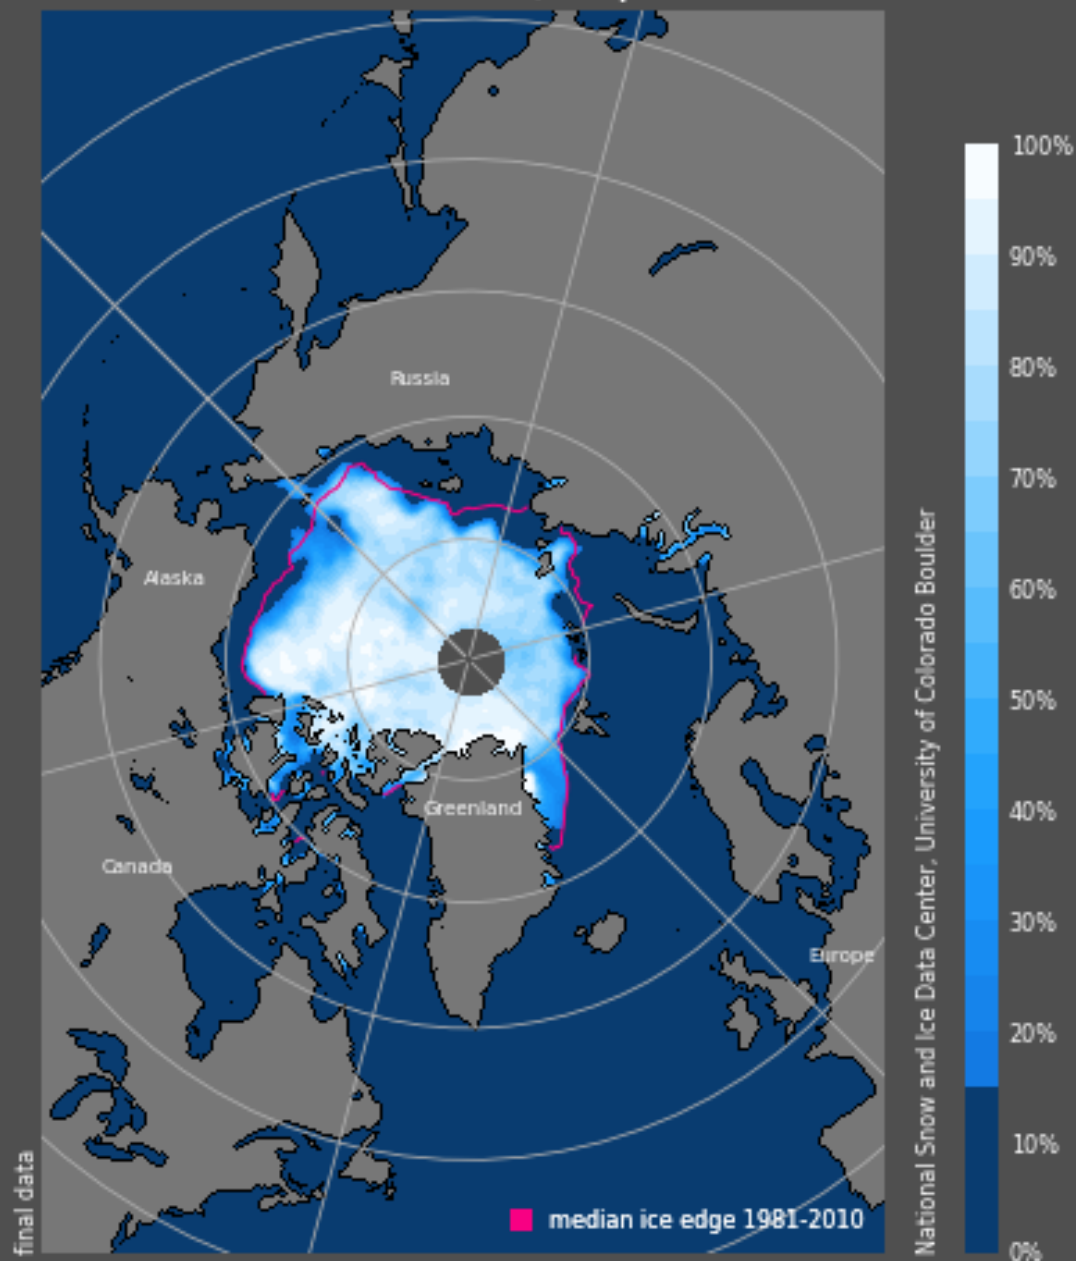 100%
90%
80%
70%
60%
50%
40%
30%
20%
10%
0%
Russia
Alaska
Greenland
Canada
Europe
median ice edge 1981-2010
final data
National Snow and Ice Data Center, University of Colorado Boulder